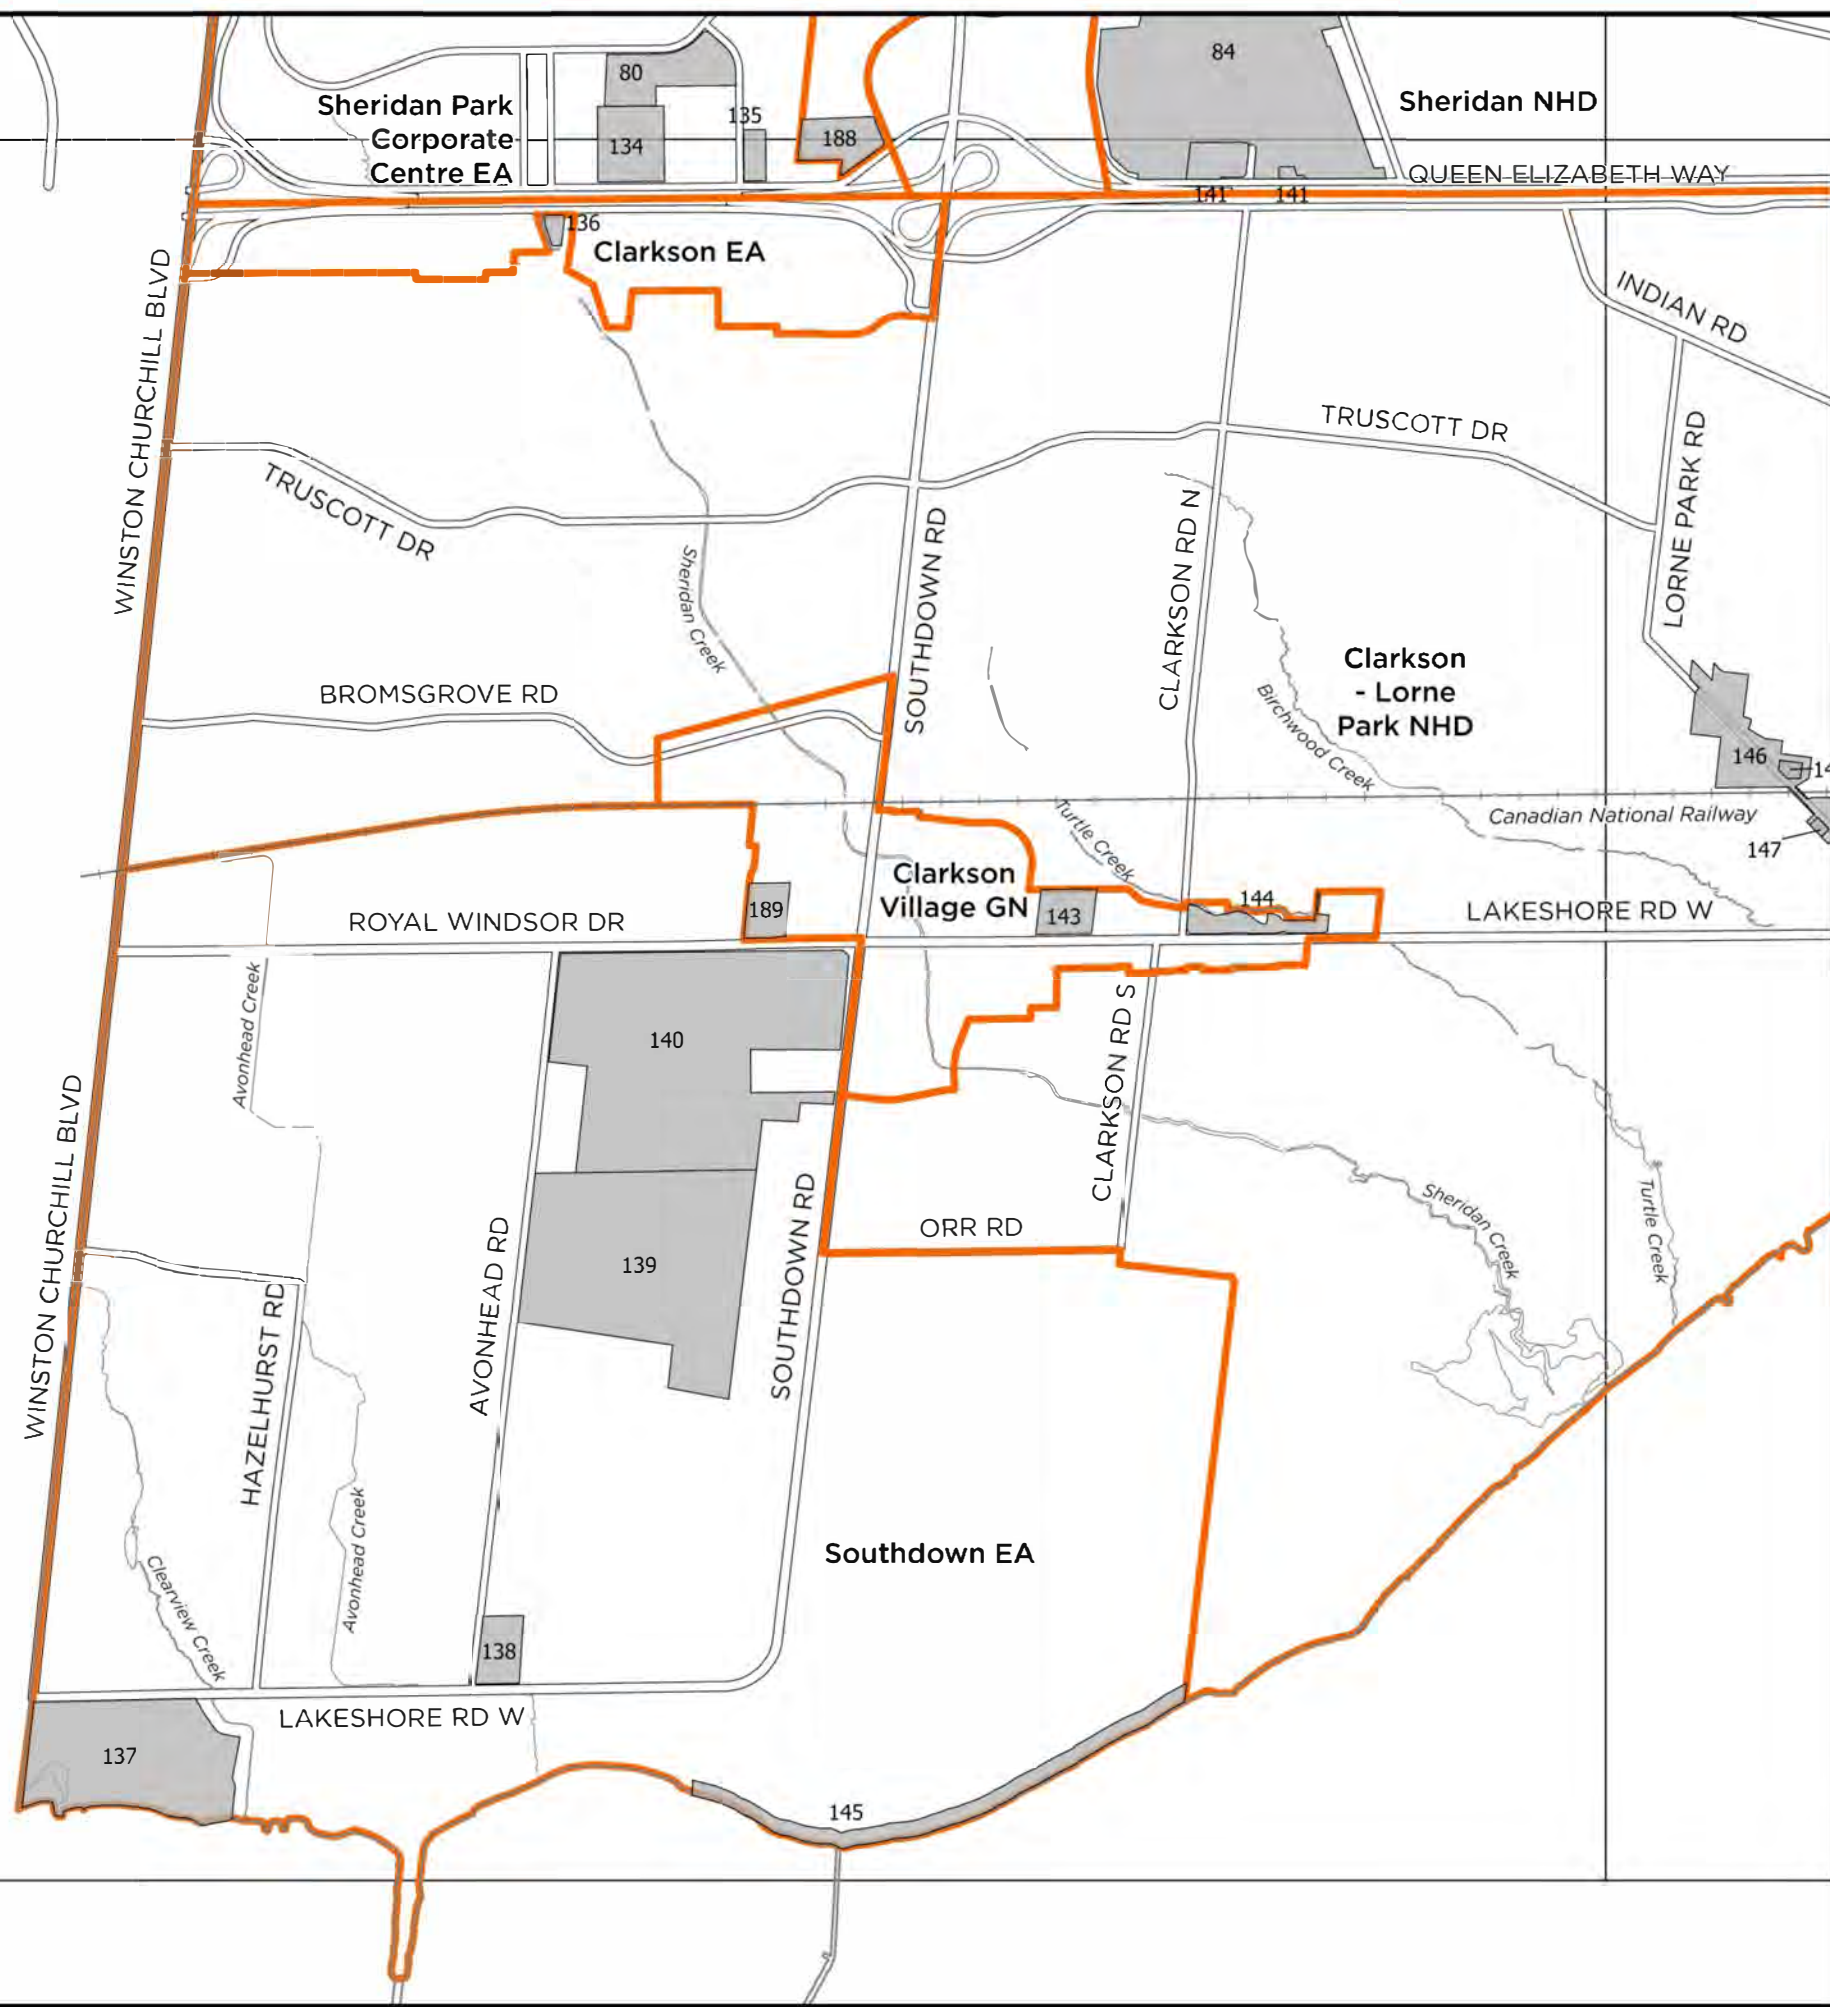 84
80
Sheridan Park
Corporate
Centre EA
135
134
188
Sheridan NHD
QUEEN ELIZABETH WAY
141
141
136
Clarkson EA
WINSTON CHURCHILL BLVD
INDIAN RD
TRUSCOTT DR
TRUSCOTT DR
LORNE PARK RD
CLARKSON RD N
SOUTHDOWN RD
Sheridan Creek
BROMSGROVE RD
Clarkson
- Lorne
Park NHD
Birchwood Creek
146
Canadian National Railway
147
Turtle Creek
Clarkson
Village GN
189
143
144
ROYAL WINDSOR DR
LAKESHORE RD W
Avonhead Creek
140
CLARKSON RD S
WINSTON CHURCHILL BLVD
139
ORR RD
Sheridan Creek
Turtle Creek
HAZELHURST RD
AVONHEAD RD
SOUTHDOWN RD
Avonhead Creek
Clearview Creek
Southdown EA
138
LAKESHORE RD W
137
145